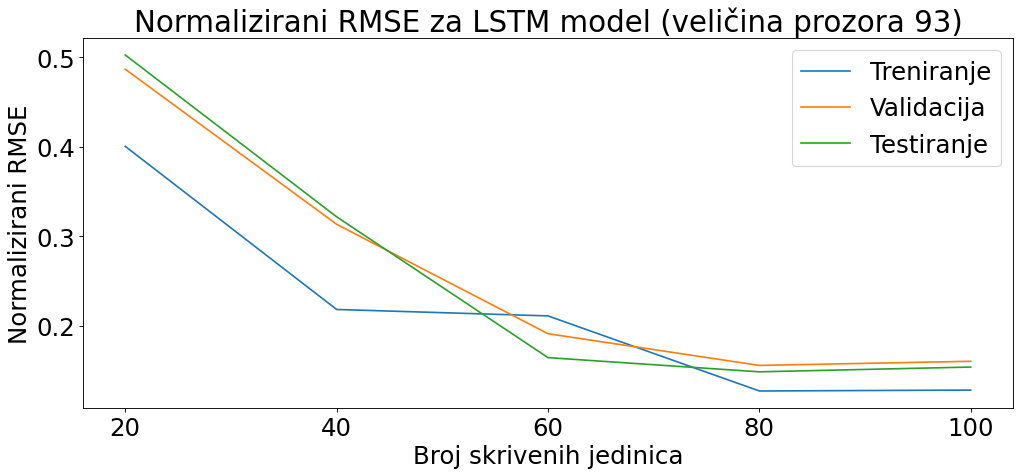 Normalizirani RMSE za LSTM model (veličina prozora 93)
Normalizirani RMSE
0.5
0.4
0.3
0.2
Treniranje
Validacija
Testiranje
20 40 60 80 100
Broj skrivenih jedinica